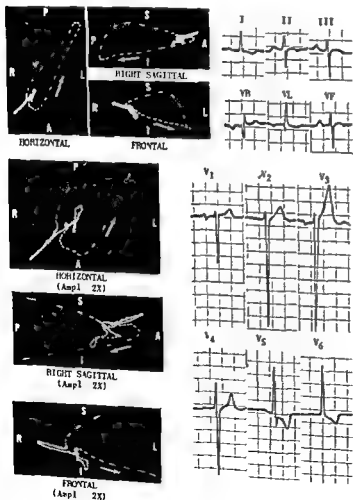 P
S
P
A
RIGHT SAGITTAL
R
L
S
R
L
A
I
HORIZONTAL
FRONTAL
I
II
III
VR
VL
VF
P
R
L
A
HORIZONTAL
(Ampl 2X)
S
P
A
I
RIGHT SAGITTAL
(Ampl 2X)
S
R
L
I
FRONTAL
(Ampl 2X)
V1
V2
V3
V4
V5
V6